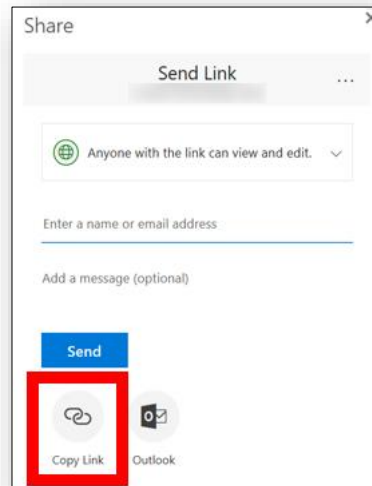 Share
Send Link
Anyone with the link can view and edit.
Enter a name or email address
Add a message (optional)
Send
Copy Link
Outlook